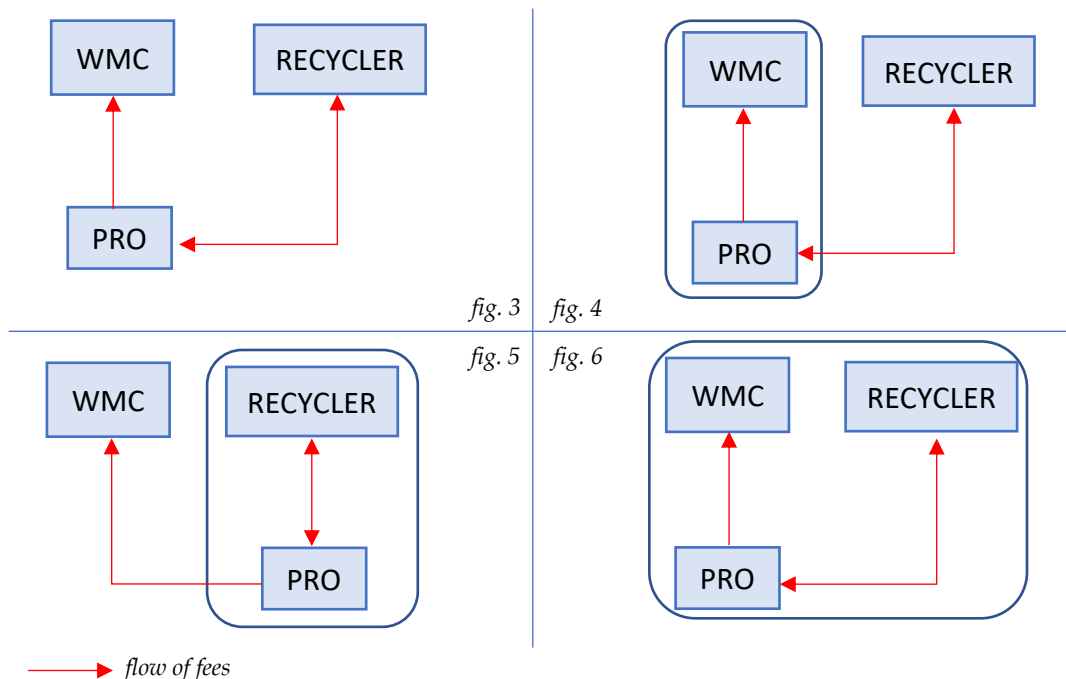 WMC
RECYCLER
PRO
fig. 3
WMC
RECYCLER
PRO
fig. 4
WMC
RECYCLER
PRO
fig. 5
fig. 6
WMC
RECYCLER
PRO
flow of fees